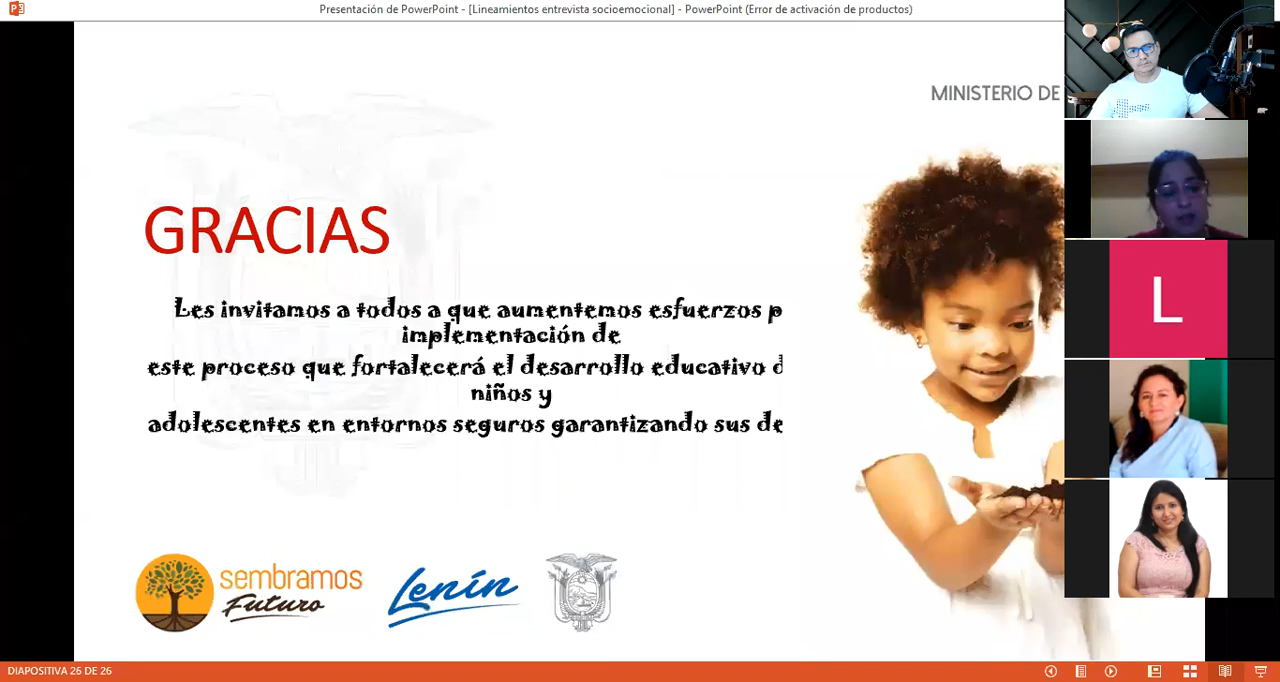 Presentación de PowerPoint - [Lineamientos entrevista socioemocional] - PowerPoint (Error de activación de productos)
MINISTERIO DE
GRACIAS
Les invitamos a todos a que aumentemos esfuerzos p
implementación de
este proceso que fortalecerá el desarrollo educativo d
niños y
adolescentes en entornos seguros garantizando sus de
L
sembramos
Futuro
Lenín
DIAPOSITIVA 26 DE 26